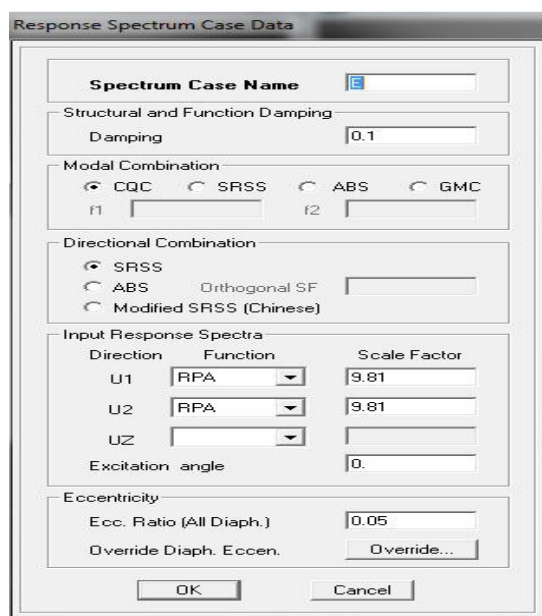 Response Spectrum Case Data
Spectrum Case Name E
Structural and Function Damping
Damping 0.1
Modal Combination
CQC SRSS ABS GMC
f1 f2
Directional Combination
SRSS
ABS Orthogonal SF
Modified SRSS (Chinese)
Input Response Spectra
Direction Function Scale Factor
U1 RPA 9.81
U2 RPA 9.81
UZ
Excitation angle 0.
Eccentricity
Ecc. Ratio (All Diaph.) 0.05
Override Diaph. Eccen. Override...
OK Cancel